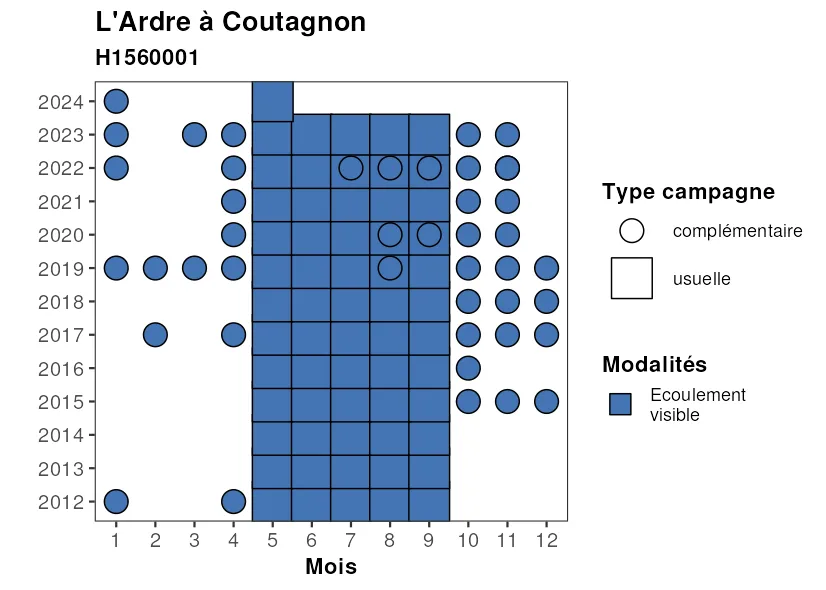 L'Ardre à Coutagnon
H1560001
2024
2023
2022
2021
2020
2019
2018
2017
2016
2015
2014
2013
2012
1 2 3 4 5 6 7 8 9 10 11 12
Mois
Type campagne
complémentaire
usuelle
Modalités
Ecoulement
visible